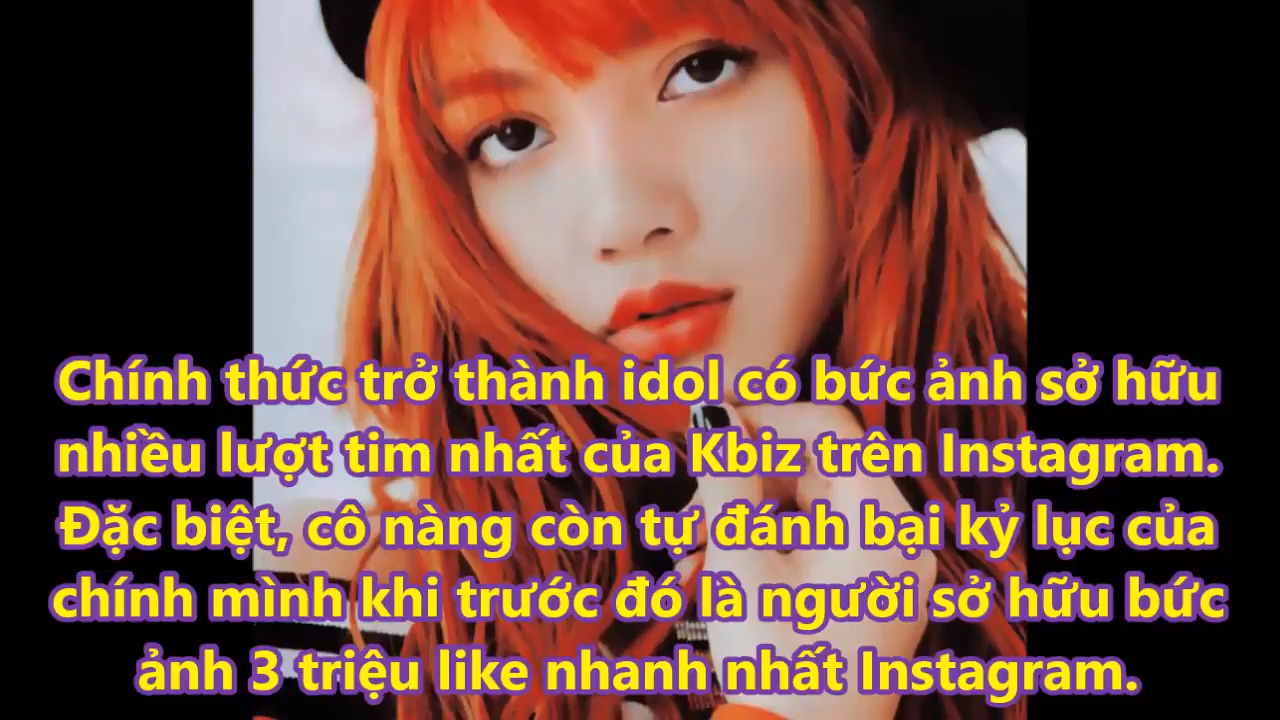 Chính thức trở thành idol có bức ảnh sở hữu
nhiều lượt tim nhất của Kbiz trên Instagram.
Đặc biệt, cô nàng còn tự đánh bại kỷ lục của
chính mình khi trước đó là người sở hữu bức
ảnh 3 triệu like nhanh nhất Instagram.